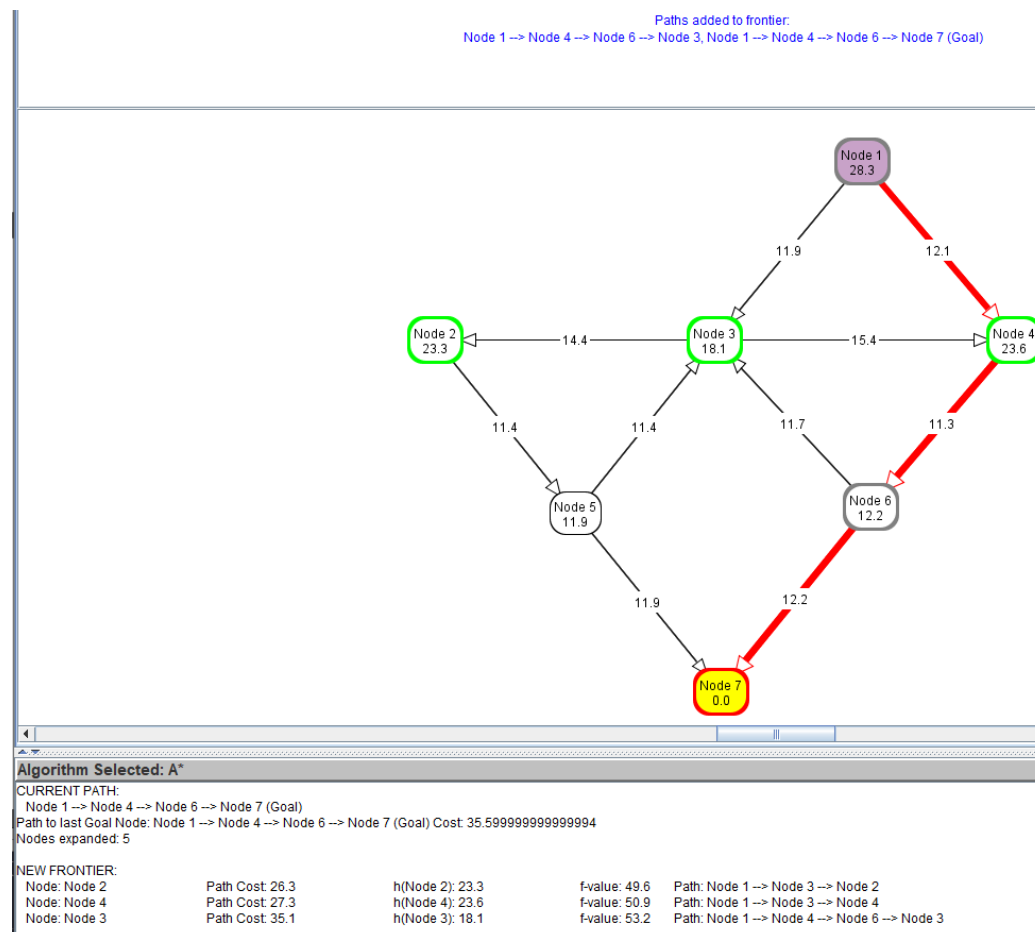 Paths added to frontier:
Node 1 --> Node 4 --> Node 6 --> Node 3, Node 1 --> Node 4 --> Node 6 --> Node 7 (Goal)
Node 1
28.3
11.9
12.1
Node 2
23.3
14.4
Node 3
18.1
15.4
Node 4
23.6
11.4
11.4
11.7
11.3
Node 5
11.9
Node 6
12.2
11.9
12.2
Node 7
0.0
Algorithm Selected: A*
CURRENT PATH:
Node 1 --> Node 4 --> Node 6 --> Node 7 (Goal)
Path to last Goal Node: Node 1 --> Node 4 --> Node 6 --> Node 7 (Goal) Cost: 35.599999999999994
Nodes expanded: 5
NEW FRONTIER:
Node: Node 2 Path Cost: 26.3 h(Node 2): 23.3 f-value: 49.6 Path: Node 1 --> Node 3 --> Node 2
Node: Node 4 Path Cost: 27.3 h(Node 4): 23.6 f-value: 50.9 Path: Node 1 --> Node 3 --> Node 4
Node: Node 3 Path Cost: 35.1 h(Node 3): 18.1 f-value: 53.2 Path: Node 1 --> Node 4 --> Node 6 --> Node 3